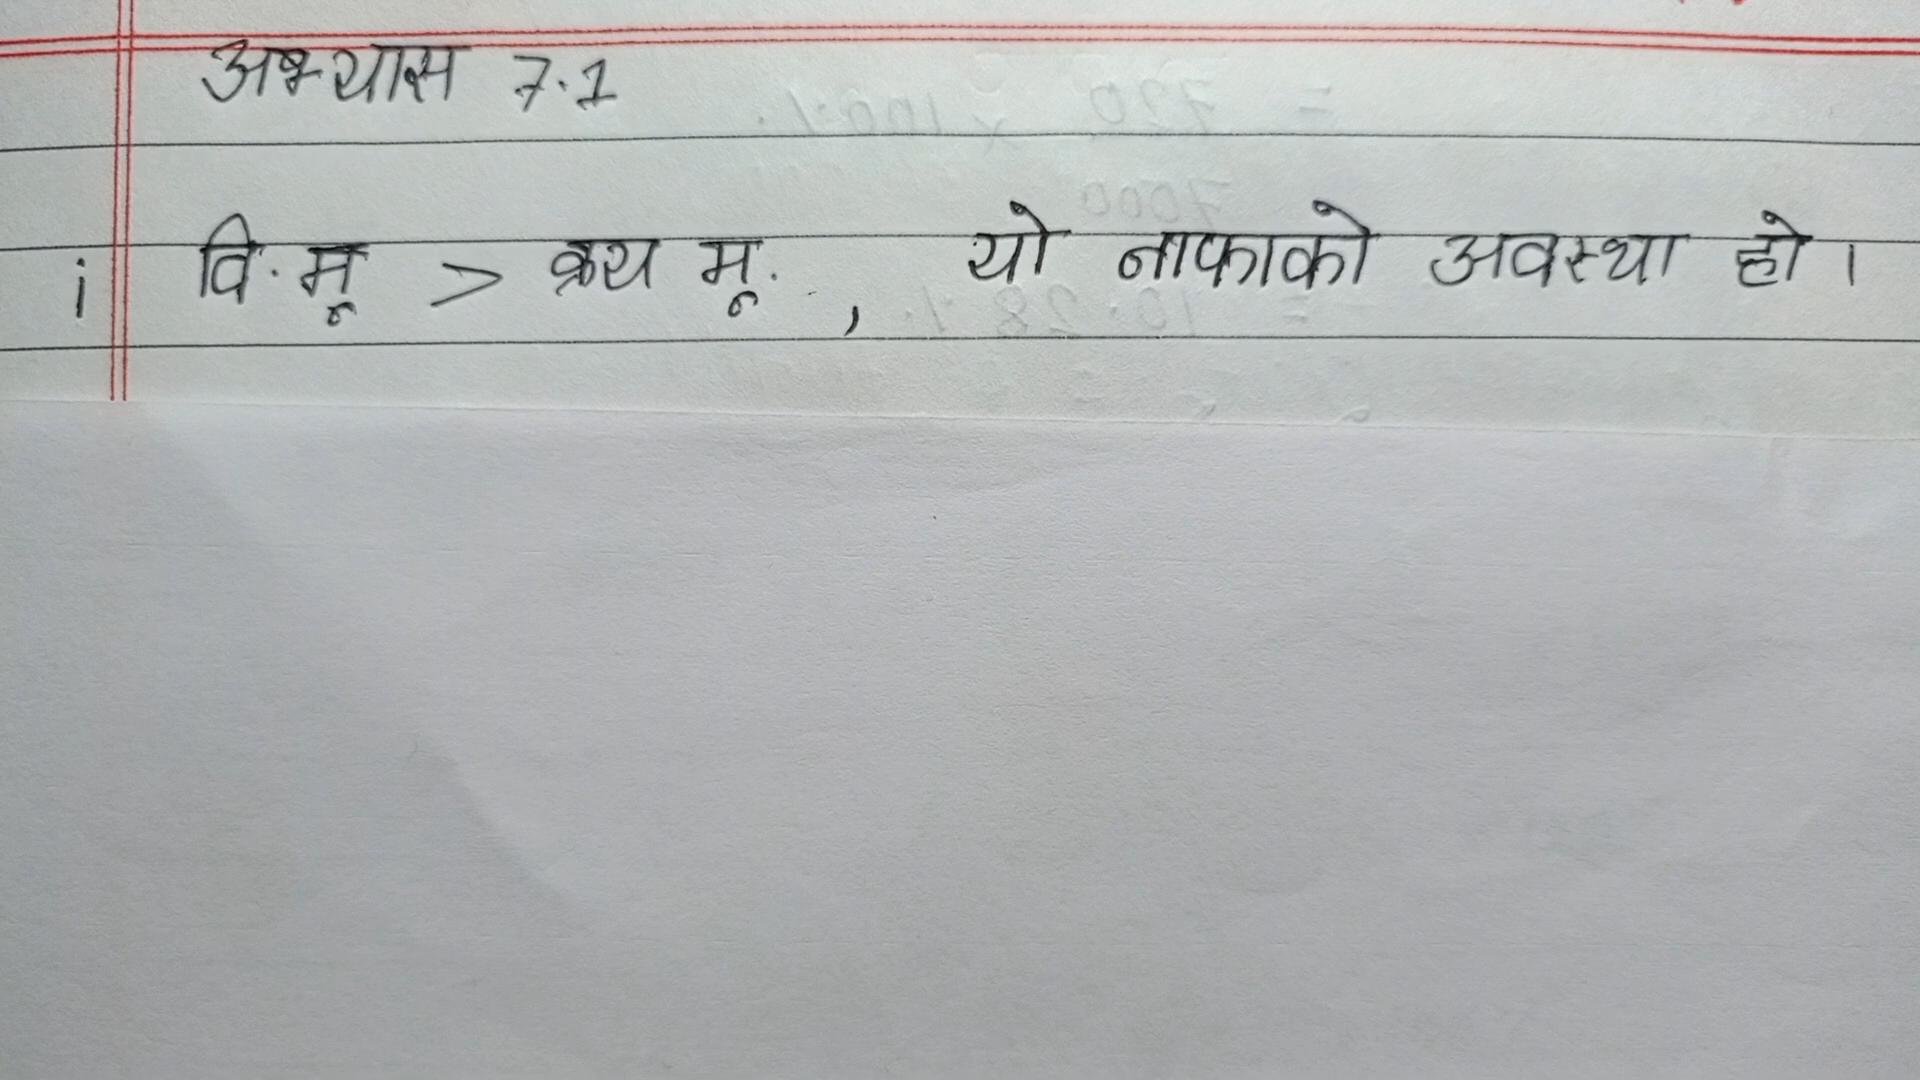 अभ्यास 7.1
i वि. मू > क्रय मू. , यो नाफाको अवस्था हो ।